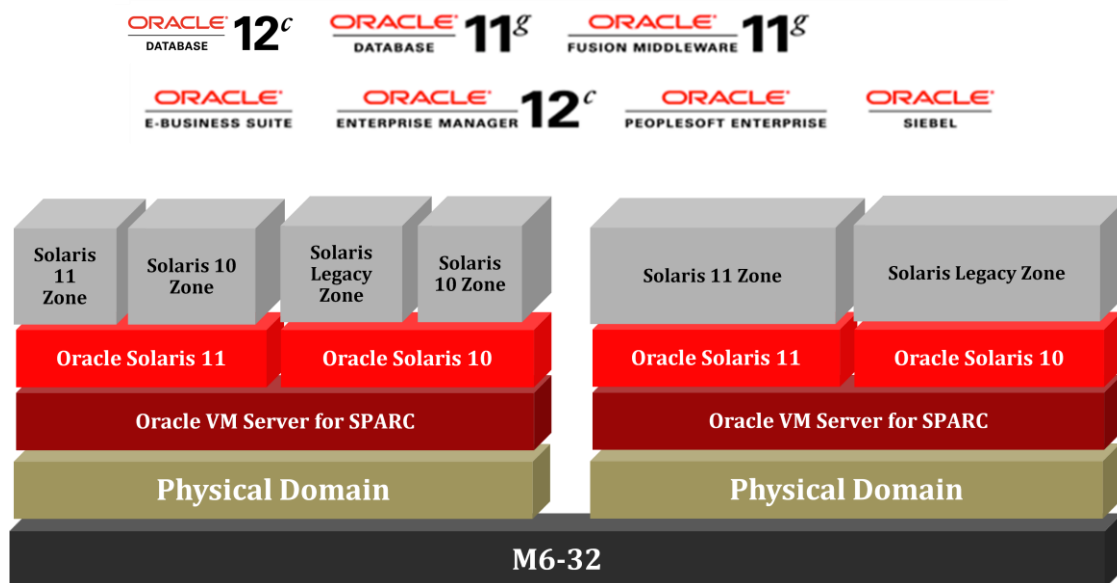 ORACLE DATABASE 12c
ORACLE DATABASE 11g
ORACLE FUSION MIDDLEWARE 11g
ORACLE E-BUSINESS SUITE
ORACLE ENTERPRISE MANAGER 12c
ORACLE PEOPLESOFT ENTERPRISE
ORACLE SIEBEL
Solaris
11
Zone
Solaris 10
Zone
Solaris
Legacy
Zone
Solaris
10 Zone
Solaris 11 Zone
Solaris Legacy Zone
Oracle Solaris 11
Oracle Solaris 10
Oracle Solaris 11
Oracle Solaris 10
Oracle VM Server for SPARC
Oracle VM Server for SPARC
Physical Domain
Physical Domain
M6-32